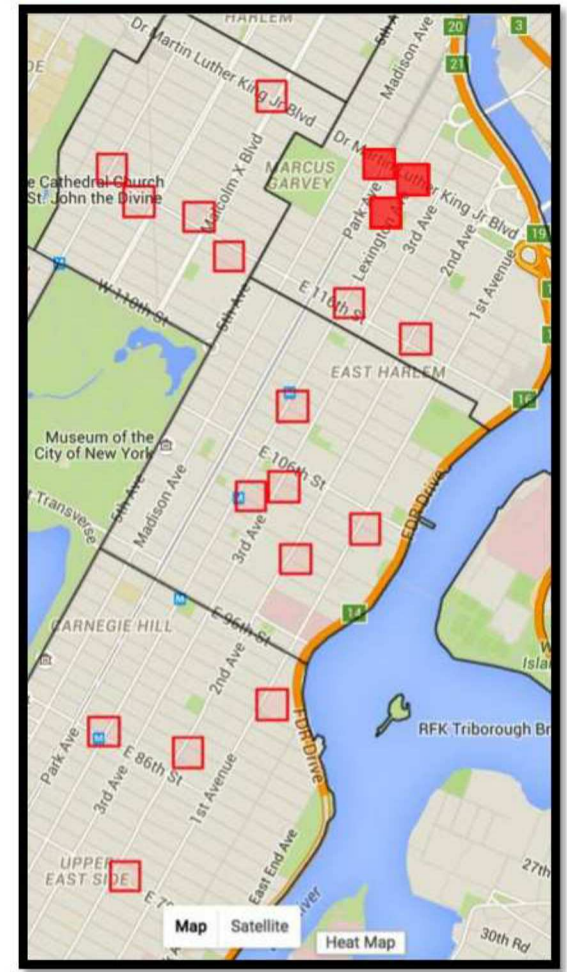 HARLEM
5th A
Madison Ave
20
3
21
Dr Martin Luther King Jr Blvd
Malcolm X Blvd
MARCUS
GARVEY
Dr Martin Luther King Jr Blvd
Park Ave
Lexington Ave
3rd Ave
2nd Ave
1st Avenue
19
e Cathedral Church
St. John the Divine
W 110th St
5th Ave
E 116th St
EAST HARLEM
16
Museum of the
City of New York
E 106th St
t Transverse
5th Ave
Madison Ave
3rd Ave
FDR Drive
14
CARNEGIE HILL
E 96th St
2nd Ave
Isla
RFK Triborough Br
FDR Drive
Park Ave
3rd Ave
E 86th St
1st Avenue
UPPER
EAST SIDE
East End Ave
27th
30th Rd
Map
Satellite
Heat Map